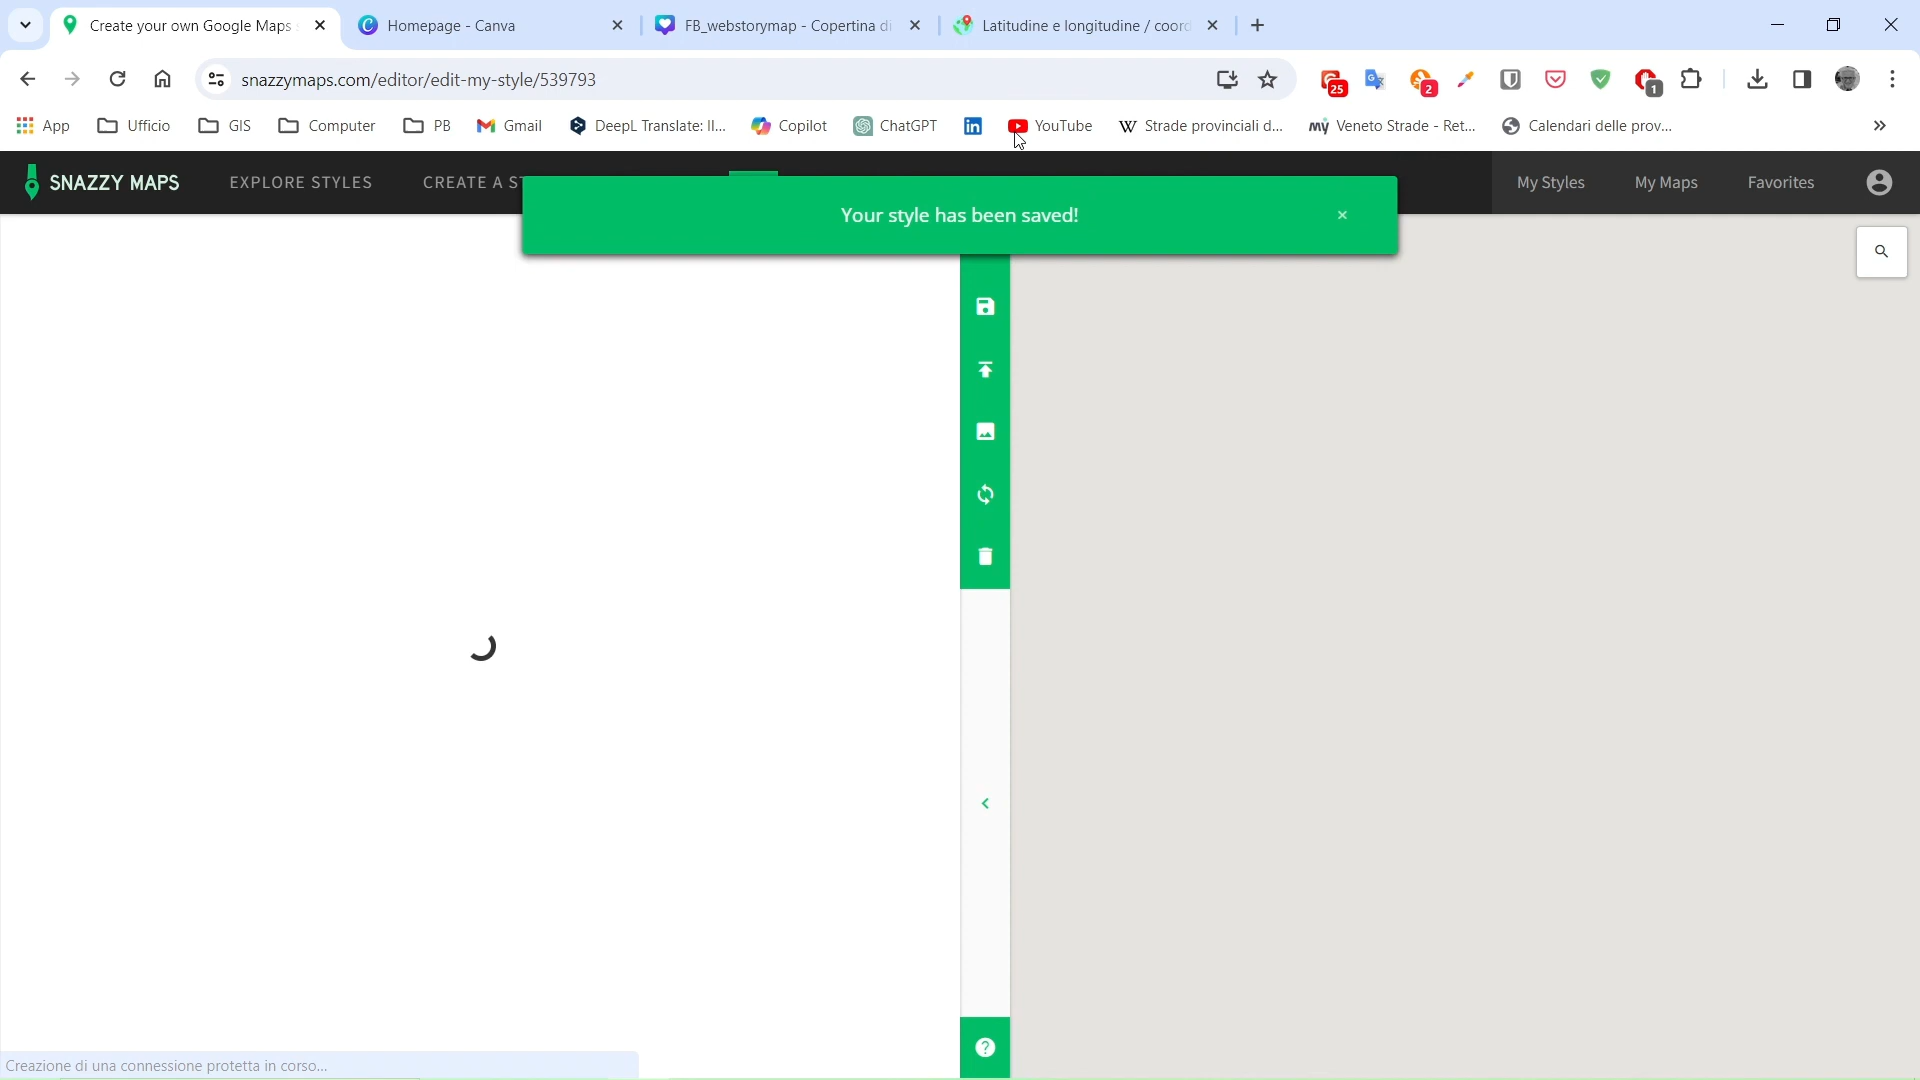 Create your own Google Maps
Homepage - Canva
FB_webstorymap - Copertina di
Latitudine e longitudine / coord
snazzymaps.com/editor/edit-my-style/539793
25
2
1
App
Ufficio
GIS
Computer
PB
Gmail
DeepL Translate: Il...
Copilot
ChatGPT
YouTube
Strade provinciali d...
Veneto Strade - Ret...
Calendari delle prov...
SNAZZY MAPS
EXPLORE STYLES
CREATE A ST
My Styles
My Maps
Favorites
Your style has been saved!
Creazione di una connessione protetta in corso...